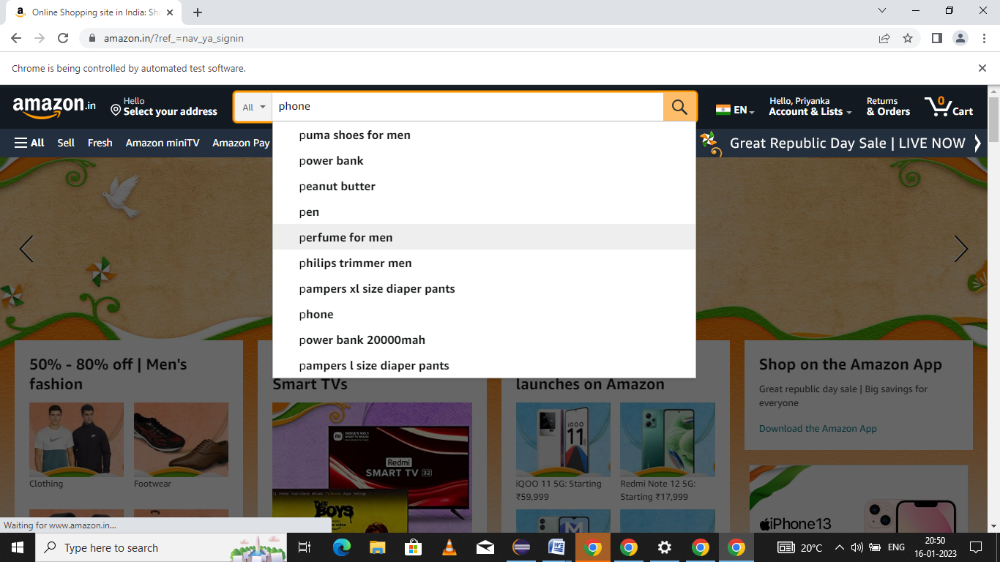 Online Shopping site in India: Sh
amazon.in/?ref_=nav_ya_signin
Chrome is being controlled by automated test software.
amazon.in
Hello
Select your address
All
phone
EN
Hello, Priyanka
Account & Lists
Returns
& Orders
0
Cart
All
Sell
Fresh
Amazon miniTV
Amazon Pay
Great Republic Day Sale | LIVE NOW
puma shoes for men
power bank
peanut butter
pen
perfume for men
philips trimmer men
pampers xl size diaper pants
phone
power bank 20000mah
pampers l size diaper pants
50% - 80% off | Men's
fashion
Clothing
Footwear
Smart TVs
INDIA'S NO.1
SMART TV BRAND
Redmi
SMART TV 32
THE BOYS
launches on Amazon
iQOO
11
iQOO 11 5G: Starting
₹59,999
Redmi Note 12 5G:
Starting ₹17,999
Shop on the Amazon App
Great republic day sale | Big savings for
everyone
Download the Amazon App
iPhone13
Waiting for www.amazon.in...
Type here to search
20°C
ENG
20:50
16-01-2023